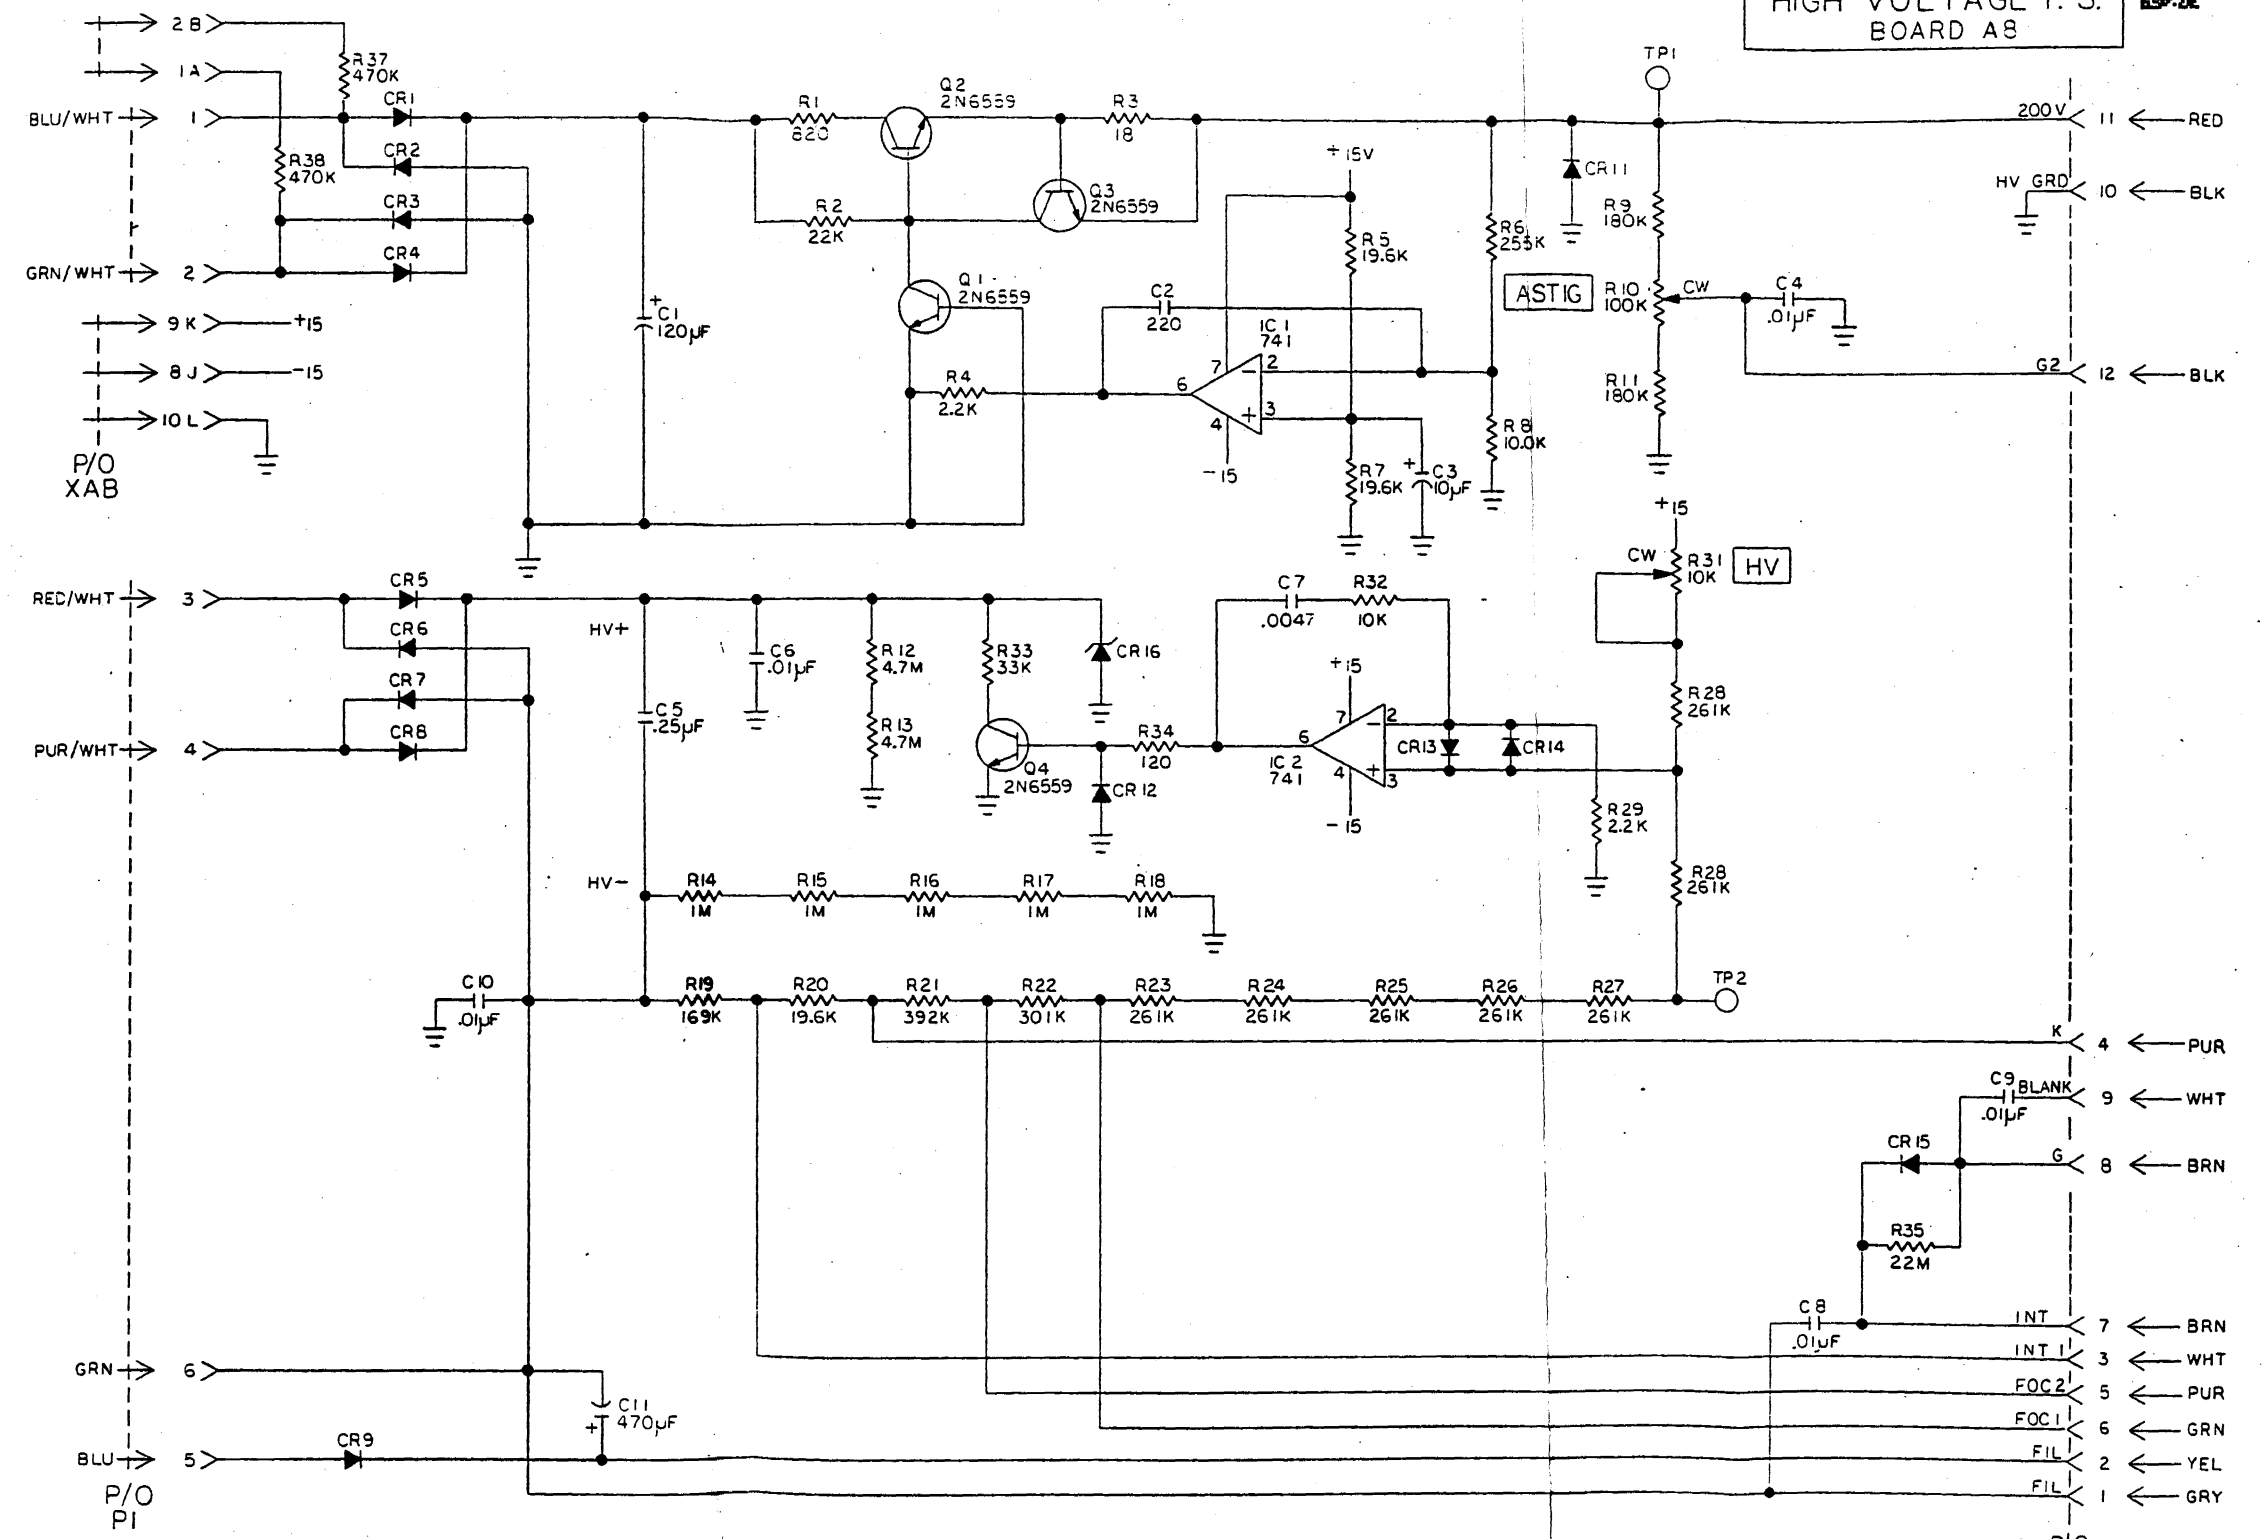 HIGH VOLTAGE P. S.
BOARD A8
2B
1A
BLU/WHT 1
GRN/WHT 2
9K +15
8J -15
10L
P/O
XAB
R37
470K
R38
470K
CR1
CR2
CR3
CR4
C1
120µF
R1
820
Q2
2N6559
R3
18
R2
22K
Q3
2N6559
Q1
2N6559
R4
2.2K
C2
220
IC1
741
7
2
6
3
4
-15
+15V
R5
19.6K
R7
19.6K
C3
10µF
R6
R8
10.0K
CR11
TP1
R9
180K
ASTIG
R10
100K
CW
R11
180K
C4
.01µF
200V 11 RED
HV GRD 10 BLK
G2 12 BLK
RED/WHT 3
PUR/WHT 4
CR5
CR6
CR7
CR8
HV+
C5
.25µF
C6
.01µF
R12
4.7M
R13
4.7M
R33
33K
Q4
2N6559
CR16
CR12
R34
120
C7
.0047
R32
10K
+15
7
2
6
3
4
IC2
741
-15
CR13
CR14
R29
2.2K
+15
CW
R31
10K
HV
R28
261K
R28
261K
HV-
R14
1M
R15
1M
R16
1M
R17
1M
R18
1M
C10
.01µF
R19
169K
R20
19.6K
R21
392K
R22
301K
R23
261K
R24
261K
R25
261K
R26
261K
R27
261K
TP2
K 4 PUR
C9
.01µF
BLANK 9 WHT
CR15
G 8 BRN
R35
22M
C8
.01µF
INT 7 BRN
INT 1 3 WHT
FOC2 5 PUR
FOC1 6 GRN
FIL 2 YEL
FIL 1 GRY
GRN 6
BLU 5
CR9
C11
470µF
P/O
P1